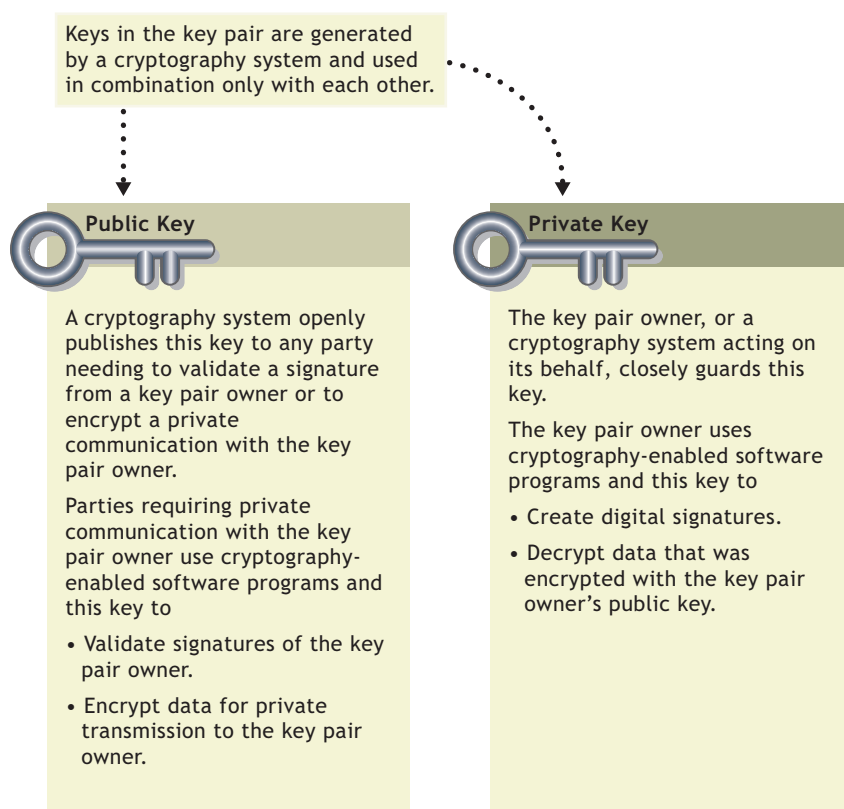 Keys in the key pair are generated
by a cryptography system and used
in combination only with each other.
Public Key
A cryptography system openly
publishes this key to any party
needing to validate a signature
from a key pair owner or to
encrypt a private
communication with the key
pair owner.
Parties requiring private
communication with the key
pair owner use cryptography-
enabled software programs and
this key to
• Validate signatures of the key
pair owner.
• Encrypt data for private
transmission to the key pair
owner.
Private Key
The key pair owner, or a
cryptography system acting on
its behalf, closely guards this
key.
The key pair owner uses
cryptography-enabled software
programs and this key to
• Create digital signatures.
• Decrypt data that was
encrypted with the key pair
owner’s public key.